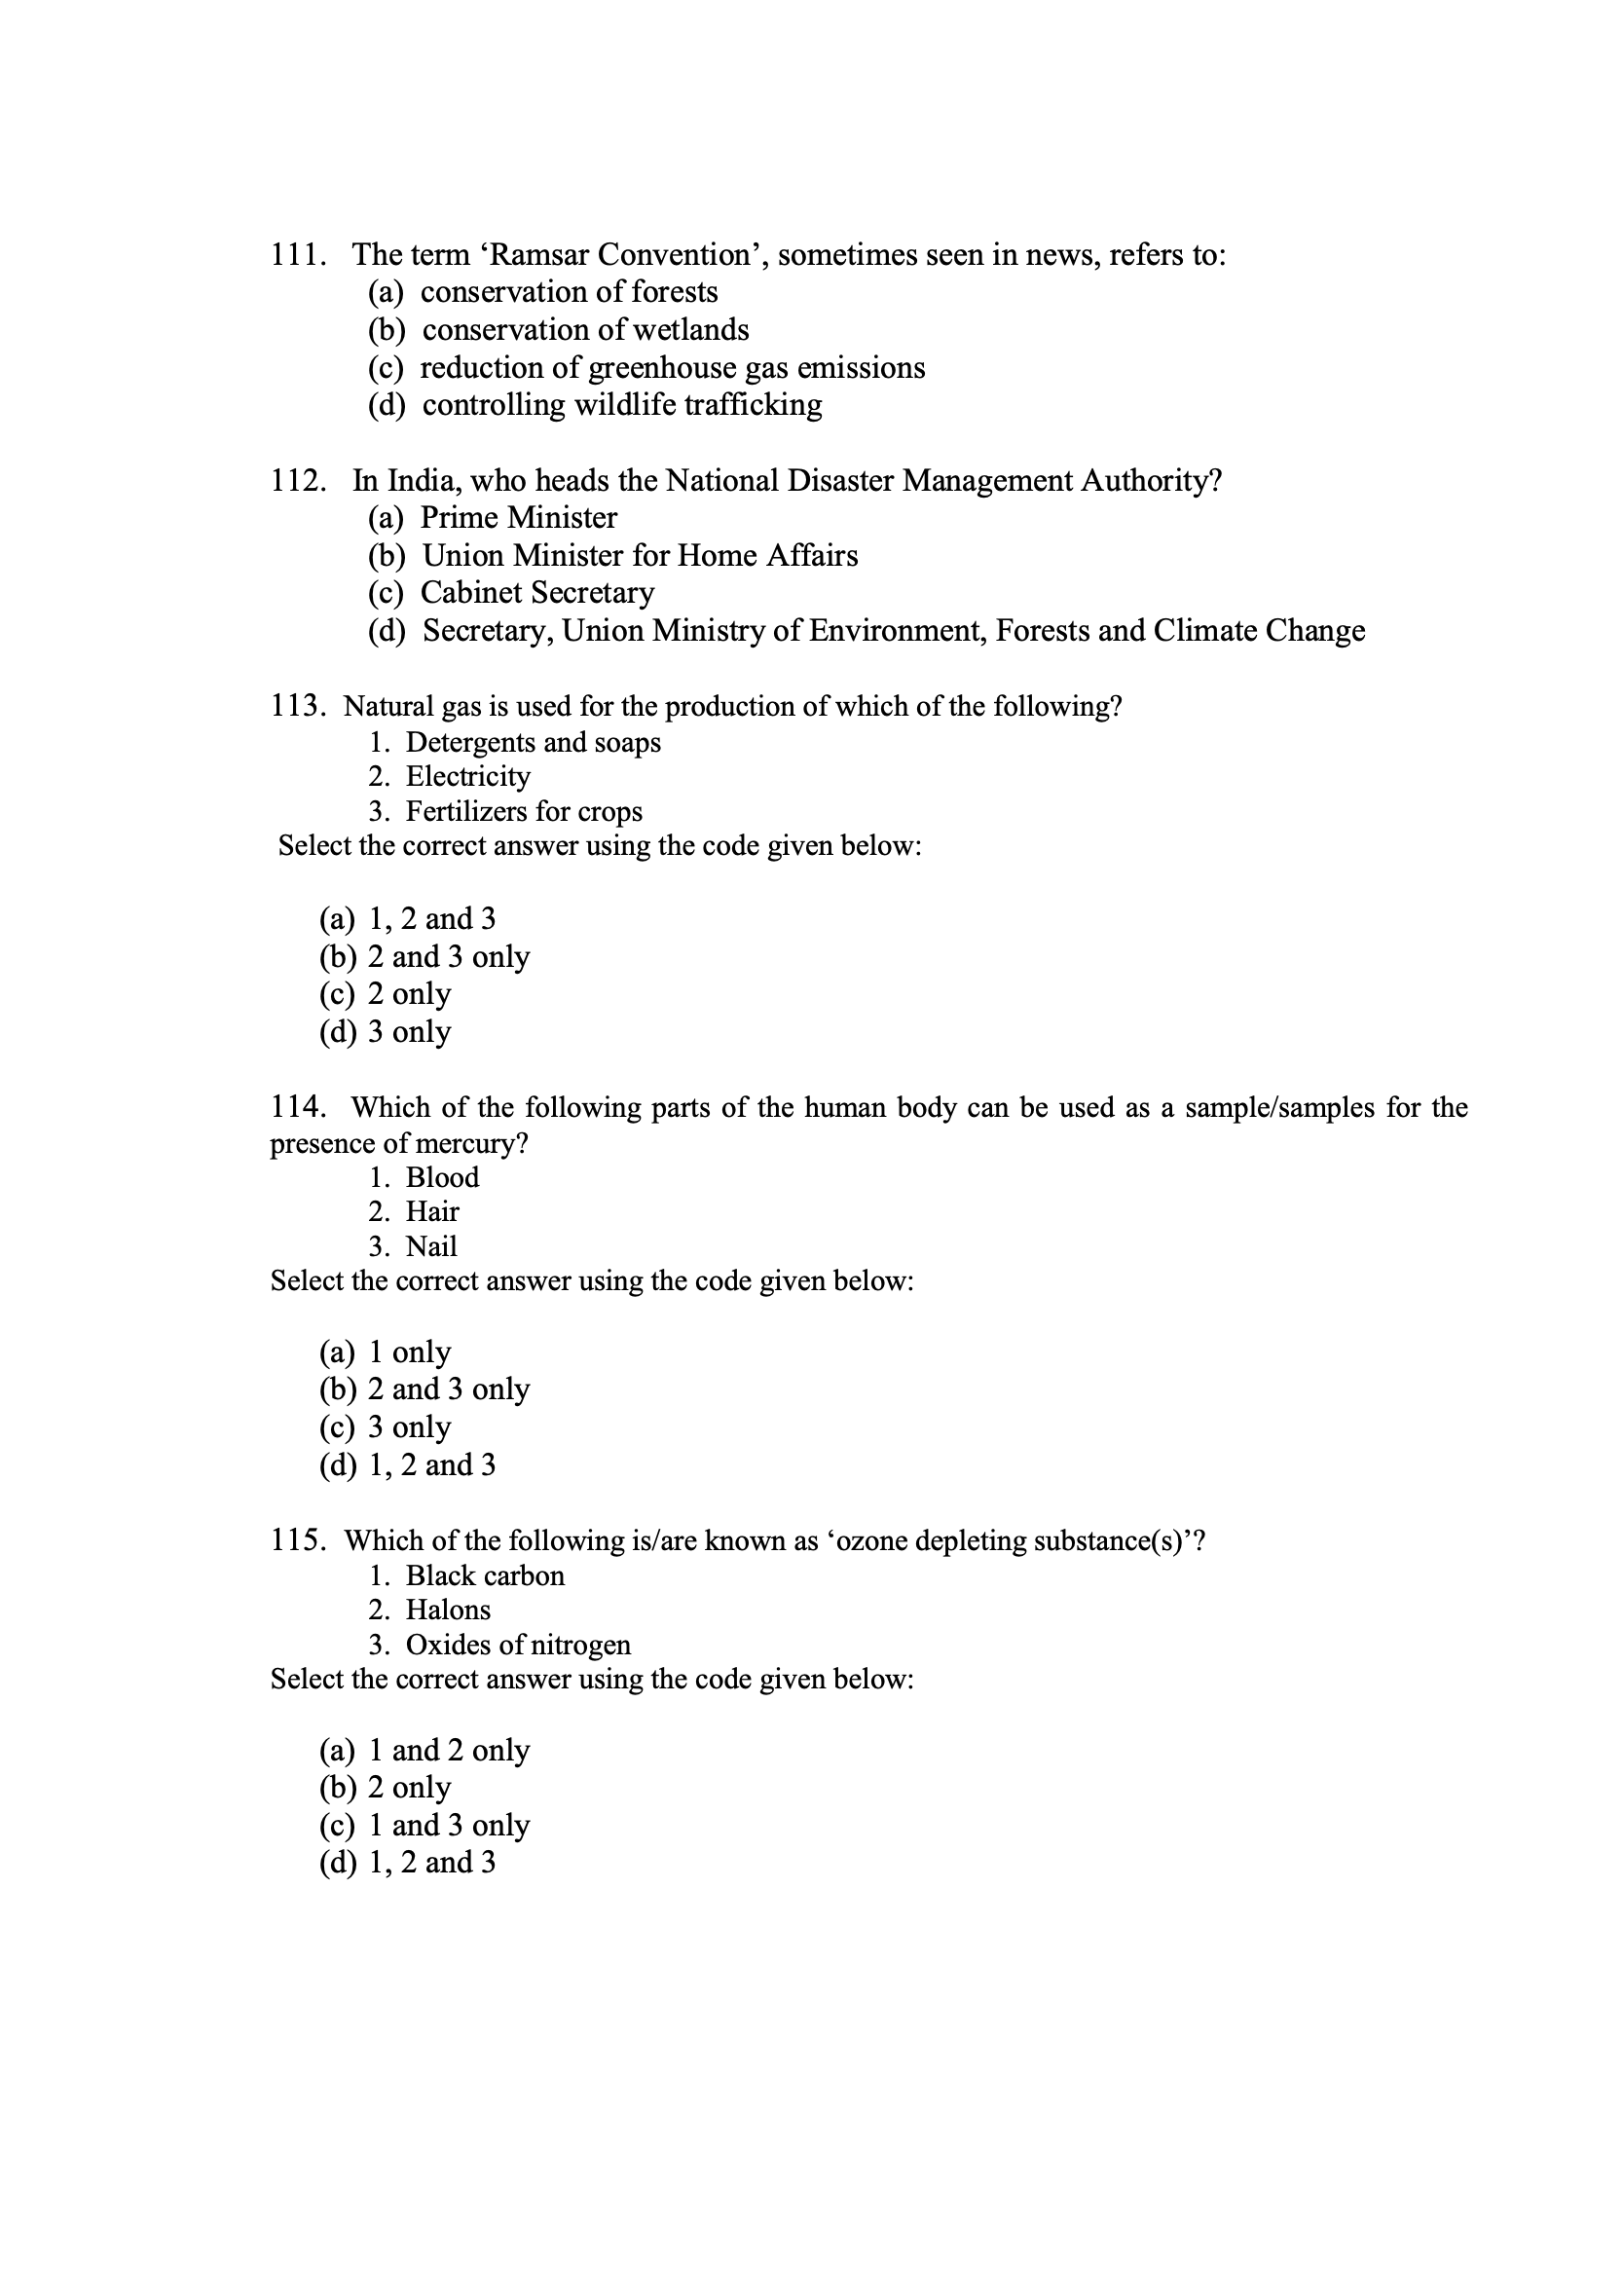 111. The term ‘Ramsar Convention’, sometimes seen in news, refers to:
(a) conservation of forests
(b) conservation of wetlands
(c) reduction of greenhouse gas emissions
(d) controlling wildlife trafficking
112. In India, who heads the National Disaster Management Authority?
(a) Prime Minister
(b) Union Minister for Home Affairs
(c) Cabinet Secretary
(d) Secretary, Union Ministry of Environment, Forests and Climate Change
113. Natural gas is used for the production of which of the following?
1. Detergents and soaps
2. Electricity
3. Fertilizers for crops
Select the correct answer using the code given below:
(a) 1, 2 and 3
(b) 2 and 3 only
(c) 2 only
(d) 3 only
114. Which of the following parts of the human body can be used as a sample/samples for the
presence of mercury?
1. Blood
2. Hair
3. Nail
Select the correct answer using the code given below:
(a) 1 only
(b) 2 and 3 only
(c) 3 only
(d) 1, 2 and 3
115. Which of the following is/are known as ‘ozone depleting substance(s)’?
1. Black carbon
2. Halons
3. Oxides of nitrogen
Select the correct answer using the code given below:
(a) 1 and 2 only
(b) 2 only
(c) 1 and 3 only
(d) 1, 2 and 3